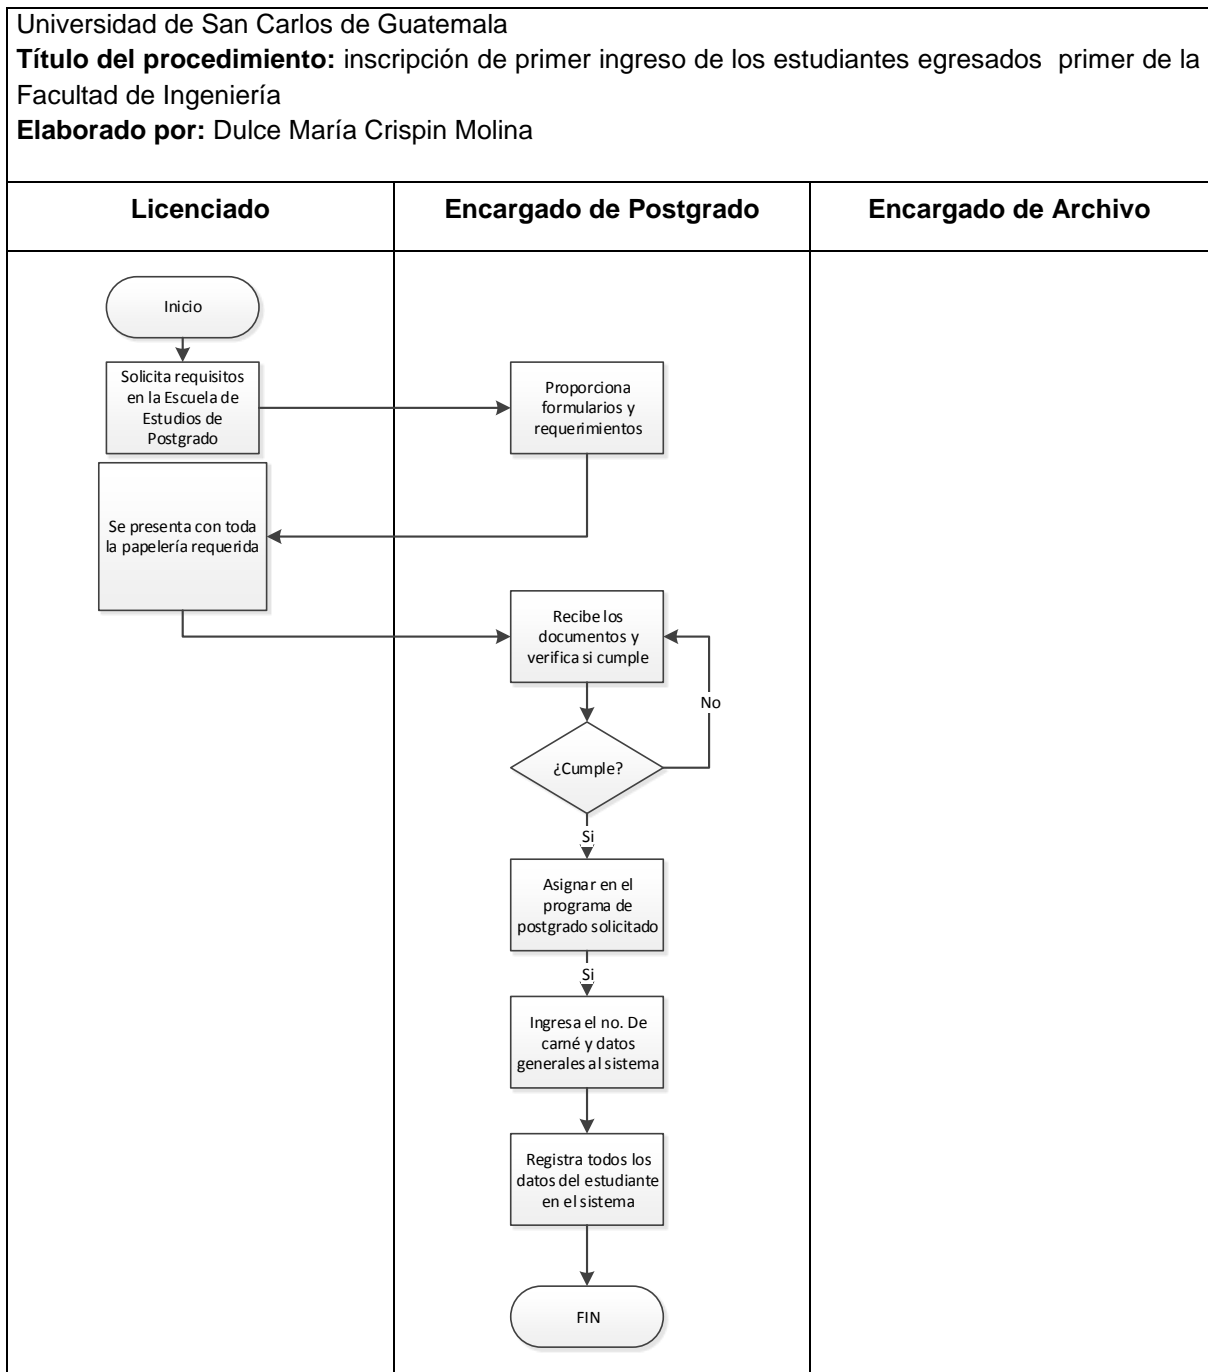 Universidad de San Carlos de Guatemala
Título del procedimiento: inscripción de primer ingreso de los estudiantes egresados primer de la
Facultad de Ingeniería
Elaborado por: Dulce María Crispin Molina
Licenciado
Encargado de Postgrado
Encargado de Archivo
Inicio
Solicita requisitos
en la Escuela de
Estudios de
Postgrado
Proporciona
formularios y
requerimientos
Se presenta con toda
la papelería requerida
Recibe los
documentos y
verifica si cumple
No
¿Cumple?
Si
Asignar en el
programa de
postgrado solicitado
Si
Ingresa el no. De
carné y datos
generales al sistema
Registra todos los
datos del estudiante
en el sistema
FIN